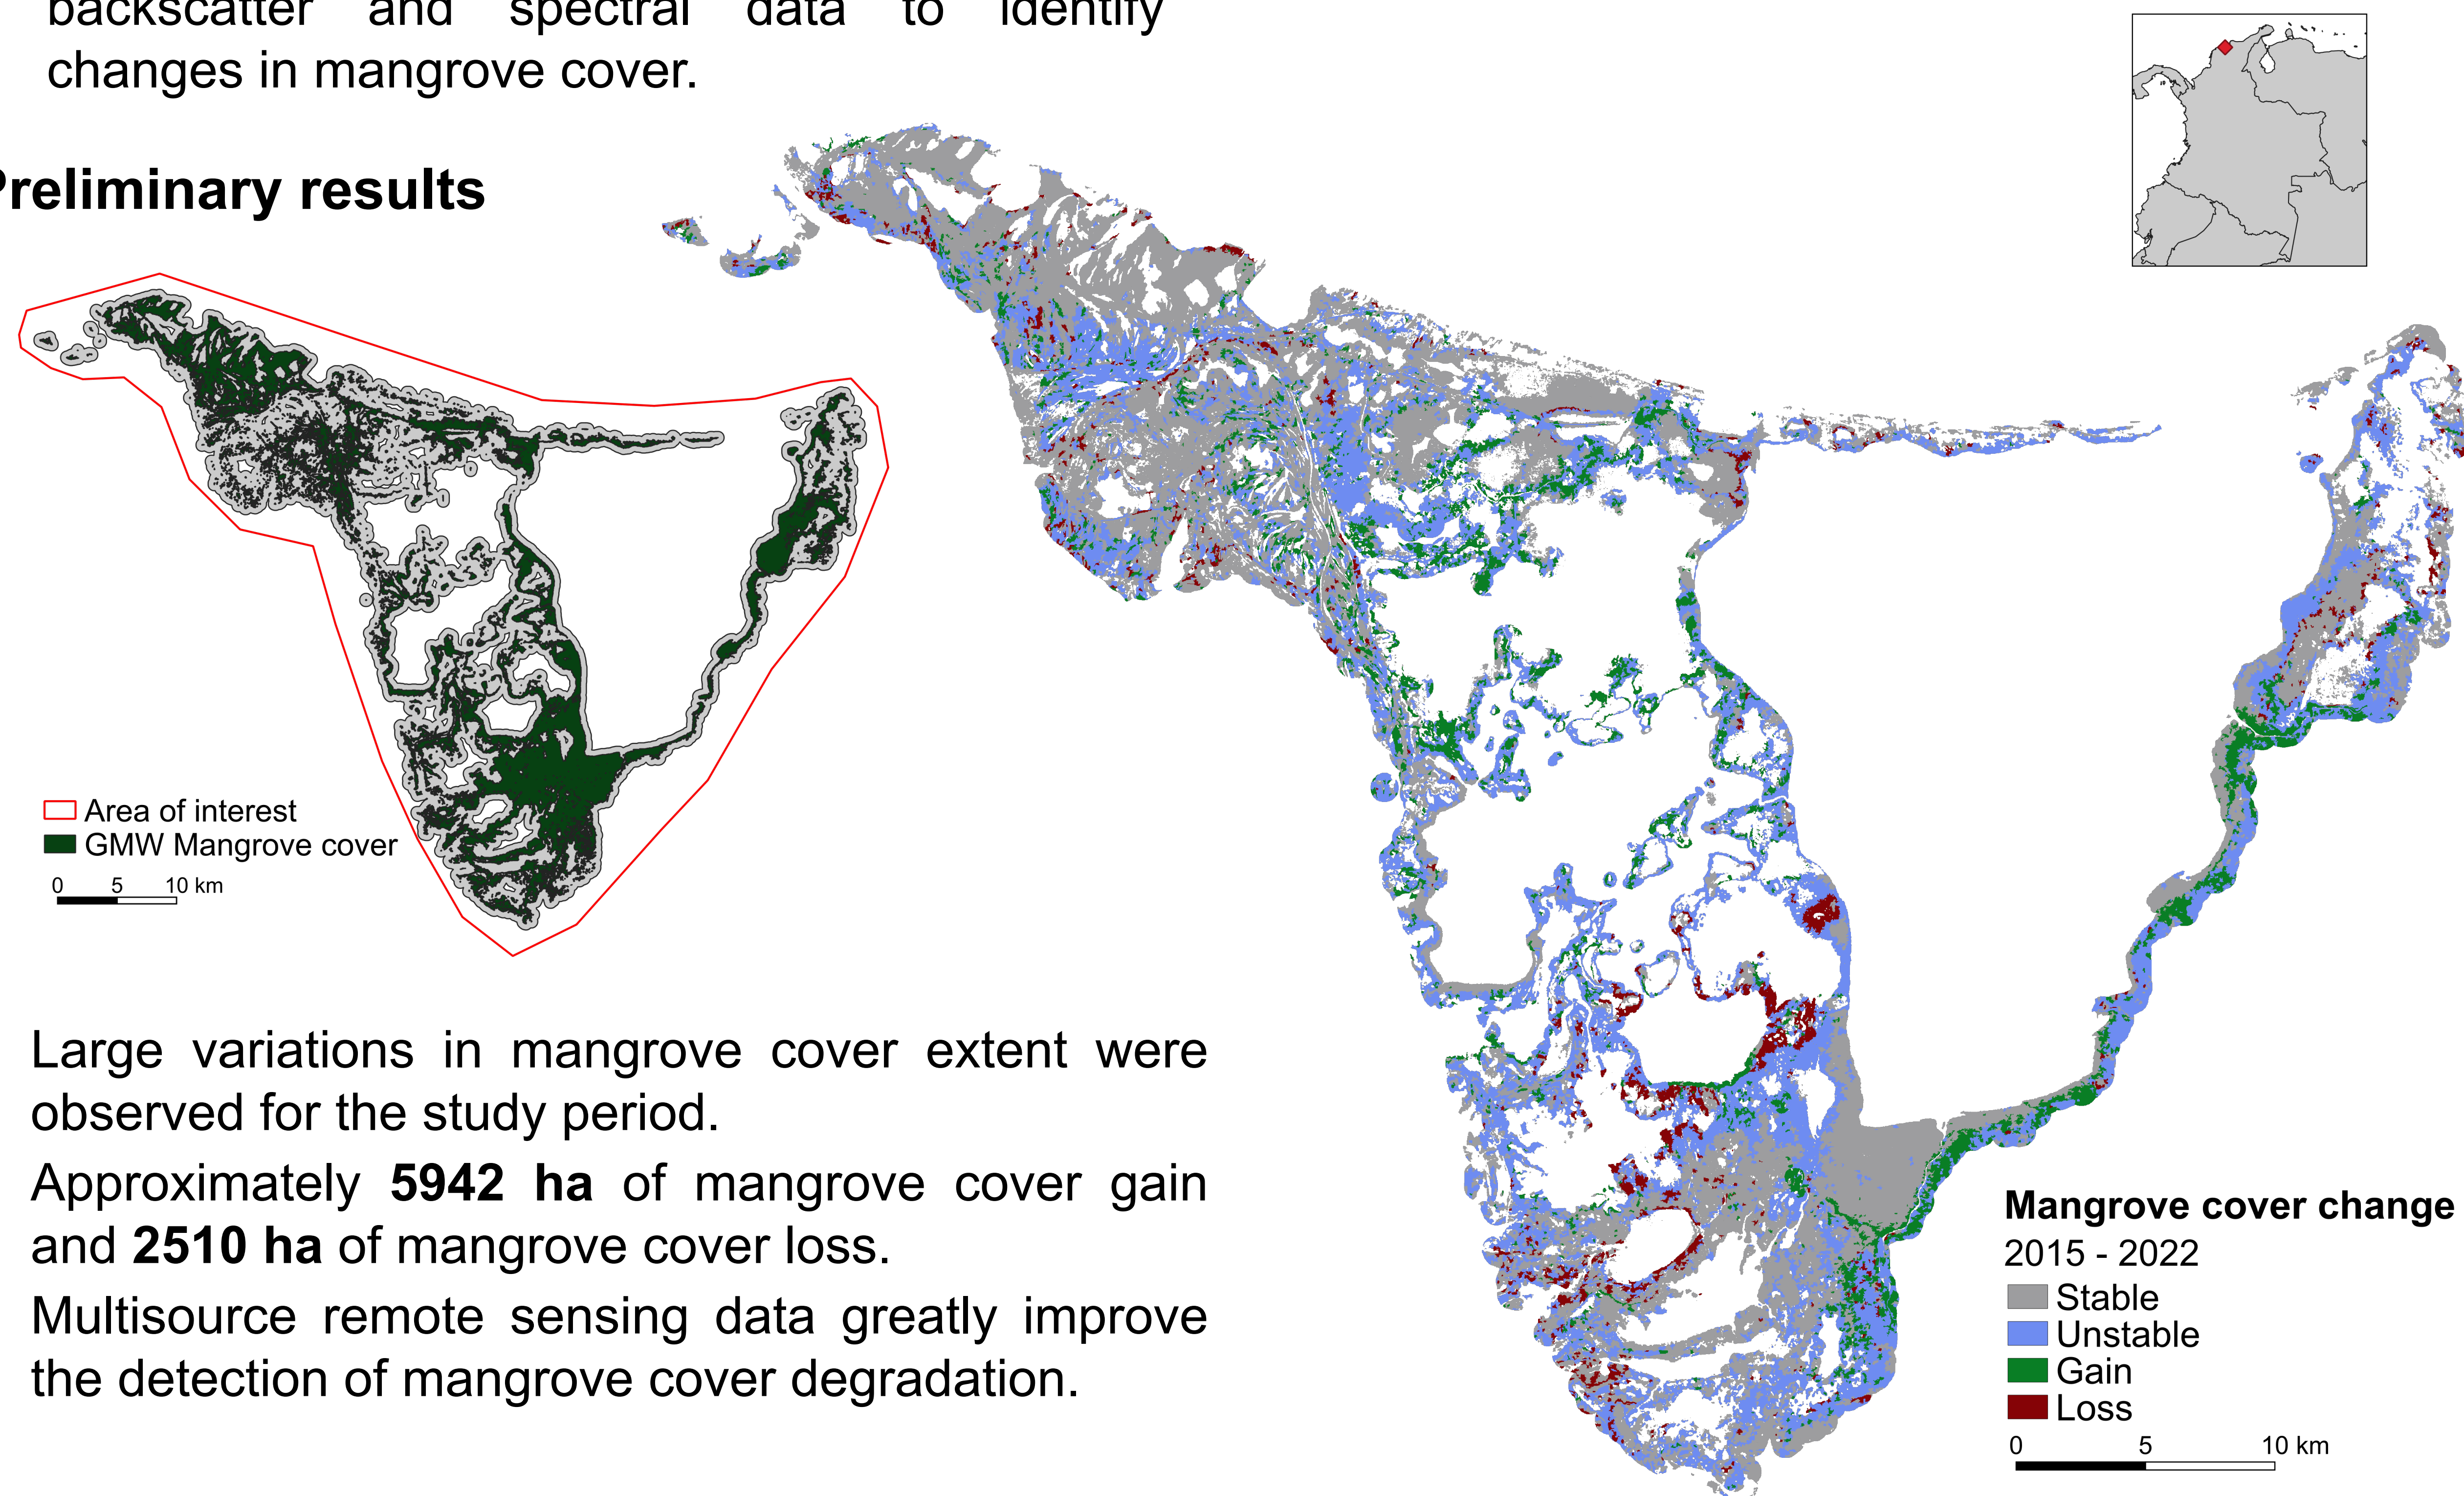 backscatter and spectral data to identify
changes in mangrove cover.
Preliminary results
Area of interest
GMW Mangrove cover
0 5 10 km
Large variations in mangrove cover extent were
observed for the study period.
Approximately 5942 ha of mangrove cover gain
and 2510 ha of mangrove cover loss.
Multisource remote sensing data greatly improve
the detection of mangrove cover degradation.
Mangrove cover change
2015 - 2022
Stable
Unstable
Gain
Loss
0 5 10 km